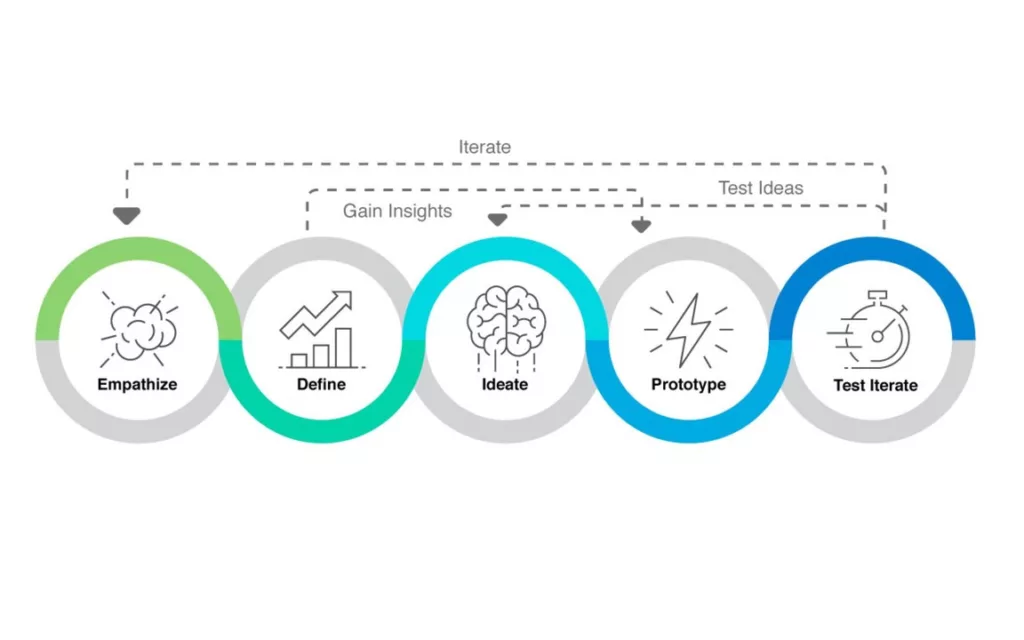 Iterate
Test Ideas
Gain Insights
Empathize
Define
Ideate
Prototype
Test Iterate